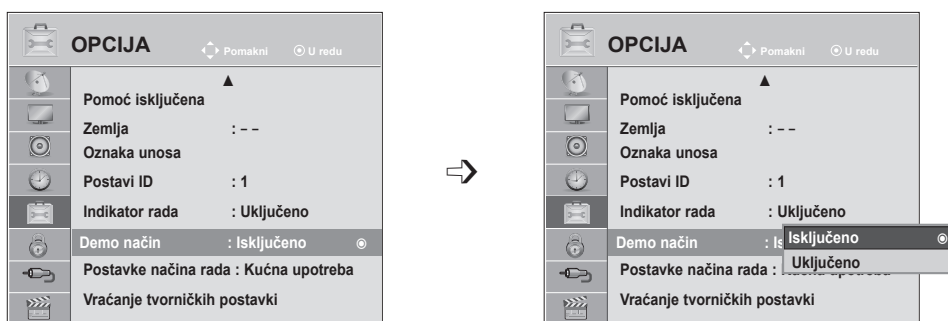 OPCIJA Pomakni U redu
Pomoć isključena
Zemlja : – –
Oznaka unosa
Postavi ID : 1
Indikator rada : Uključeno
Demo način : Isključeno
Postavke načina rada : Kućna upotreba
Vraćanje tvorničkih postavki
OPCIJA Pomakni U redu
Pomoć isključena
Zemlja : – –
Oznaka unosa
Postavi ID : 1
Indikator rada : Uključeno
Demo način : Is
Isključeno
Uključeno
Postavke načina rada :
Vraćanje tvorničkih postavki